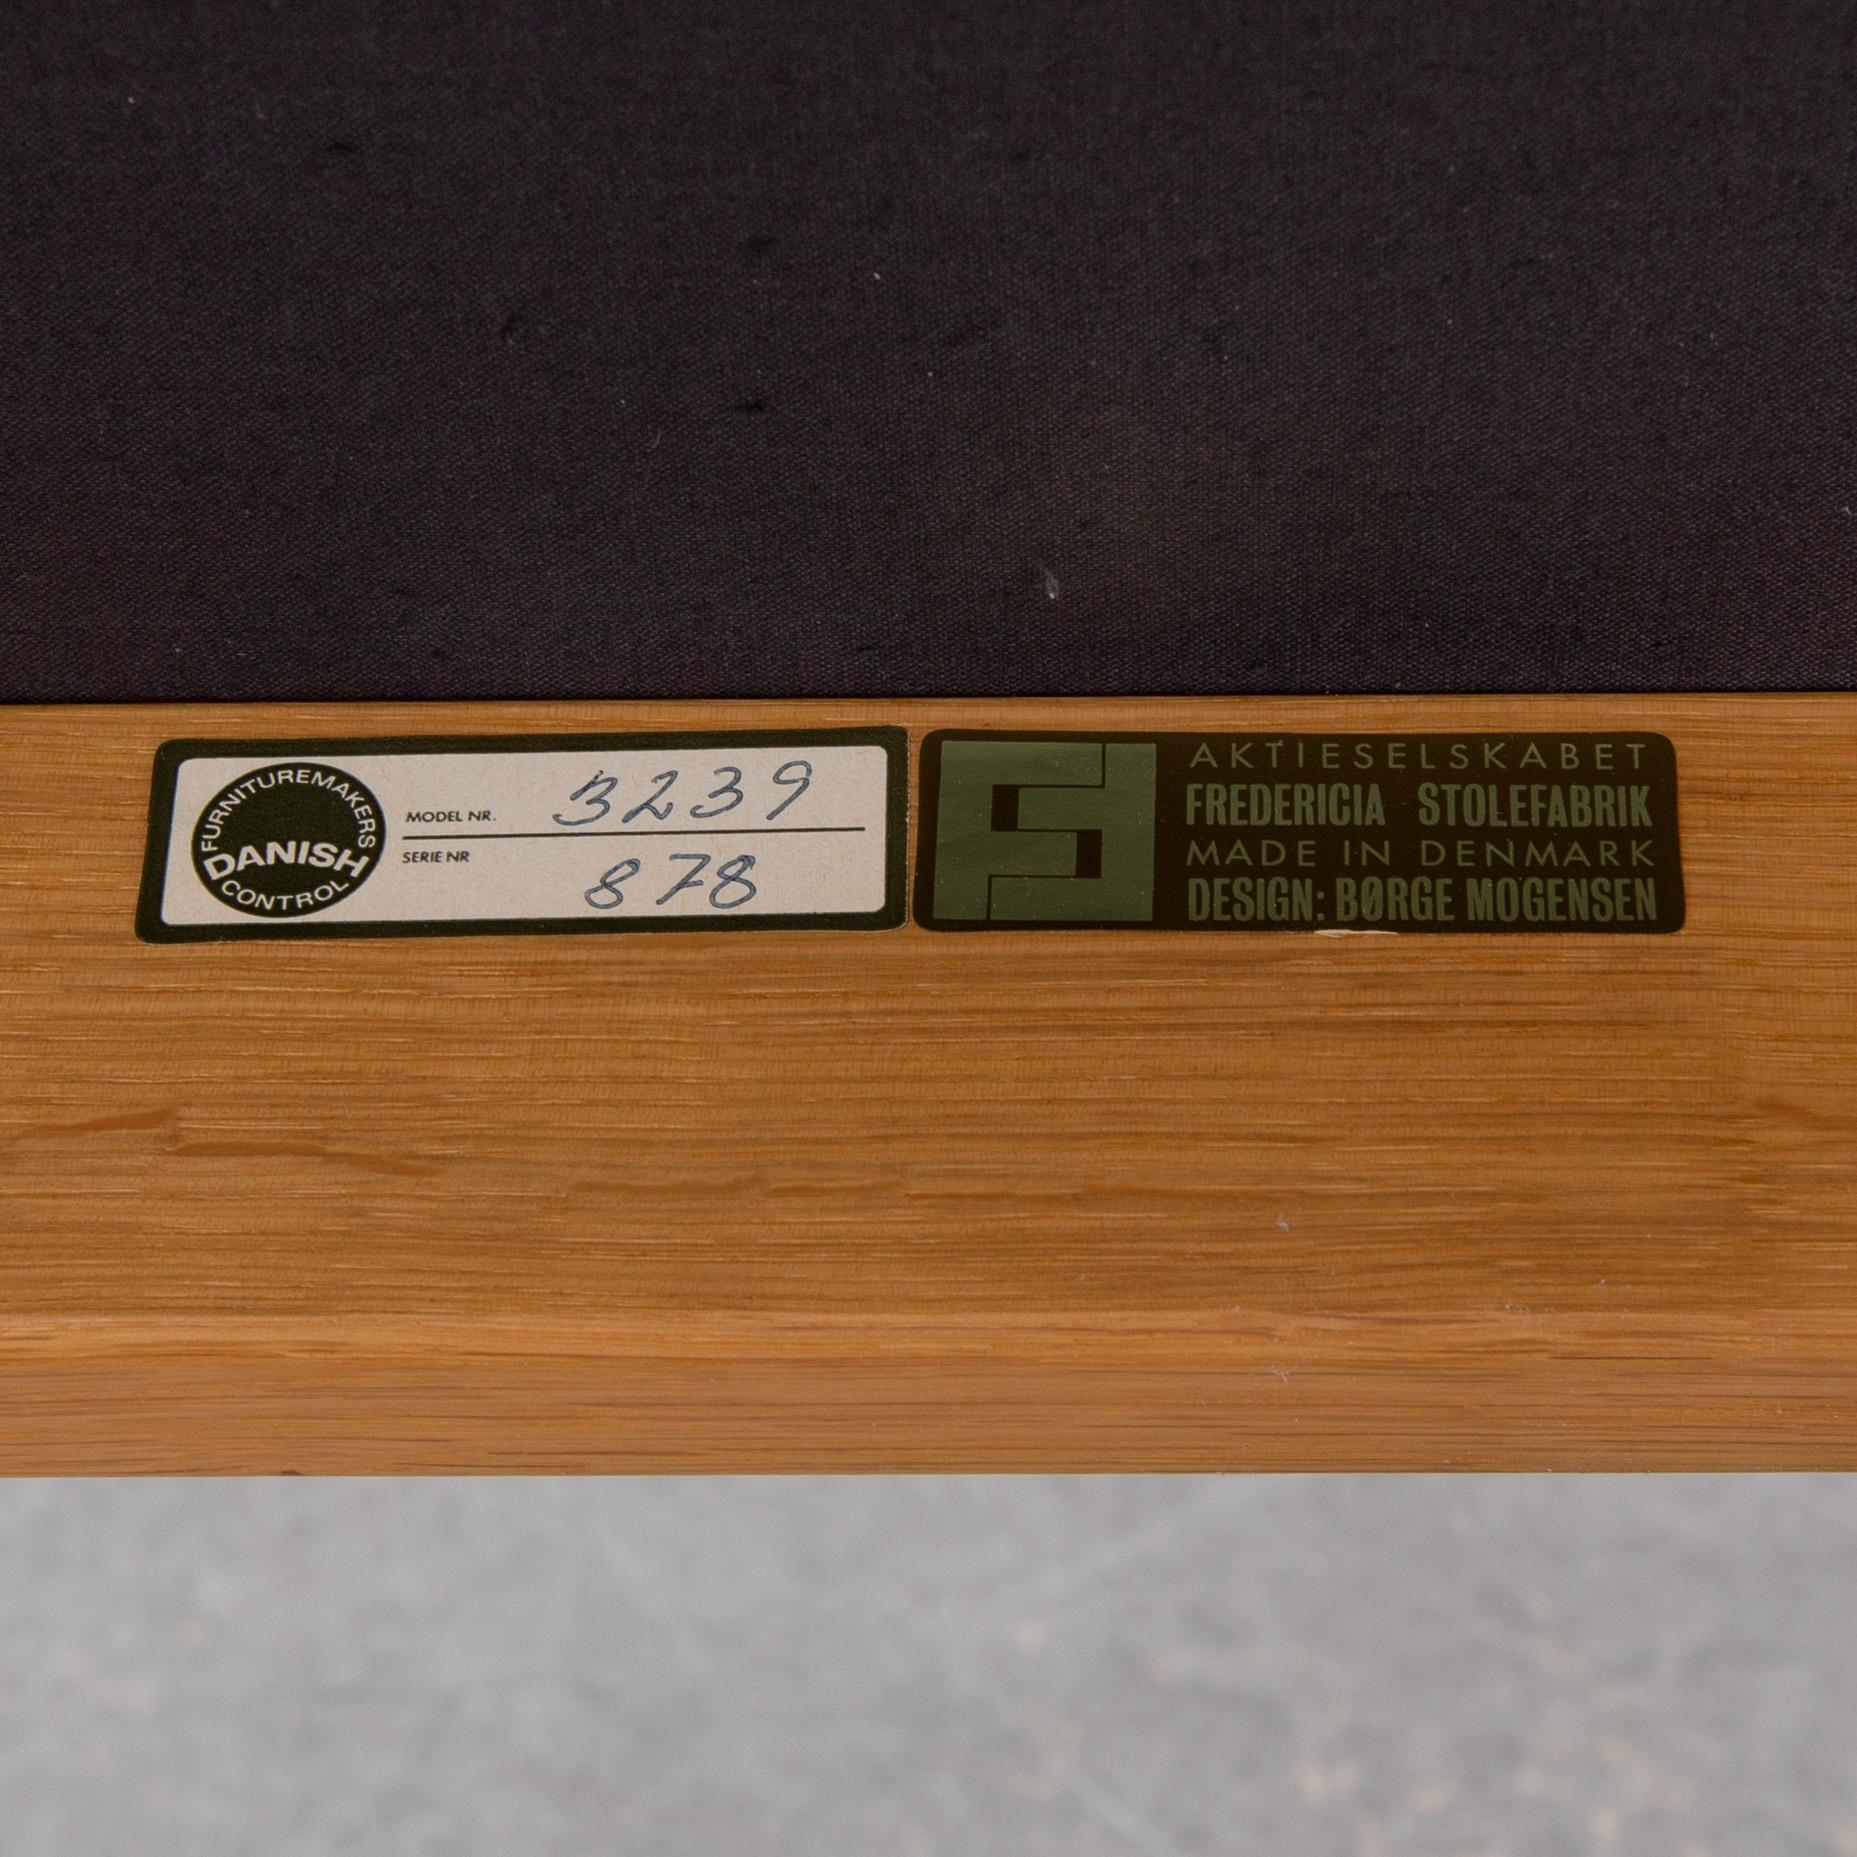 FURNITUREMAKERS
DANISH
CONTROL
MODEL NR. 3239
SERIE NR 878
AKTIESELSKABET
FREDERICIA STOLEFABRIK
MADE IN DENMARK
DESIGN: BØRGE MOGENSEN